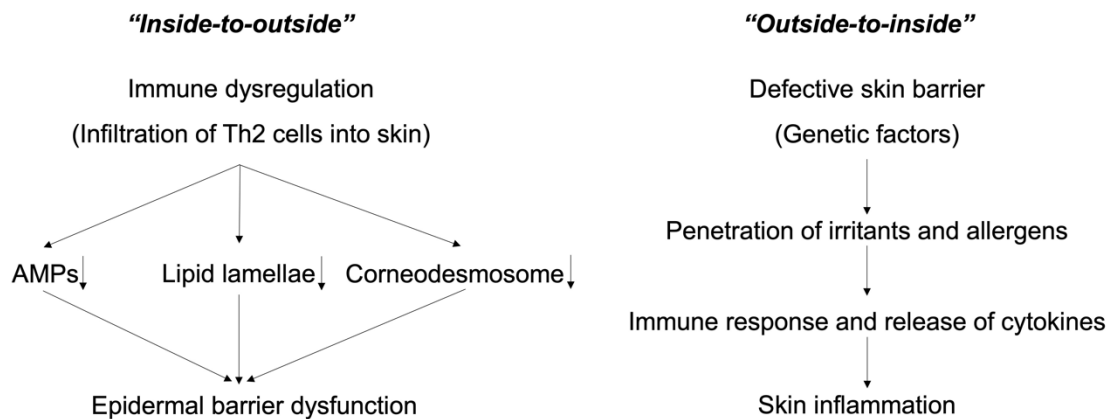 “Inside-to-outside”
Immune dysregulation
(Infiltration of Th2 cells into skin)
AMPs↓ Lipid lamellae↓ Corneodesmosome↓
Epidermal barrier dysfunction
“Outside-to-inside”
Defective skin barrier
(Genetic factors)
Penetration of irritants and allergens
Immune response and release of cytokines
Skin inflammation